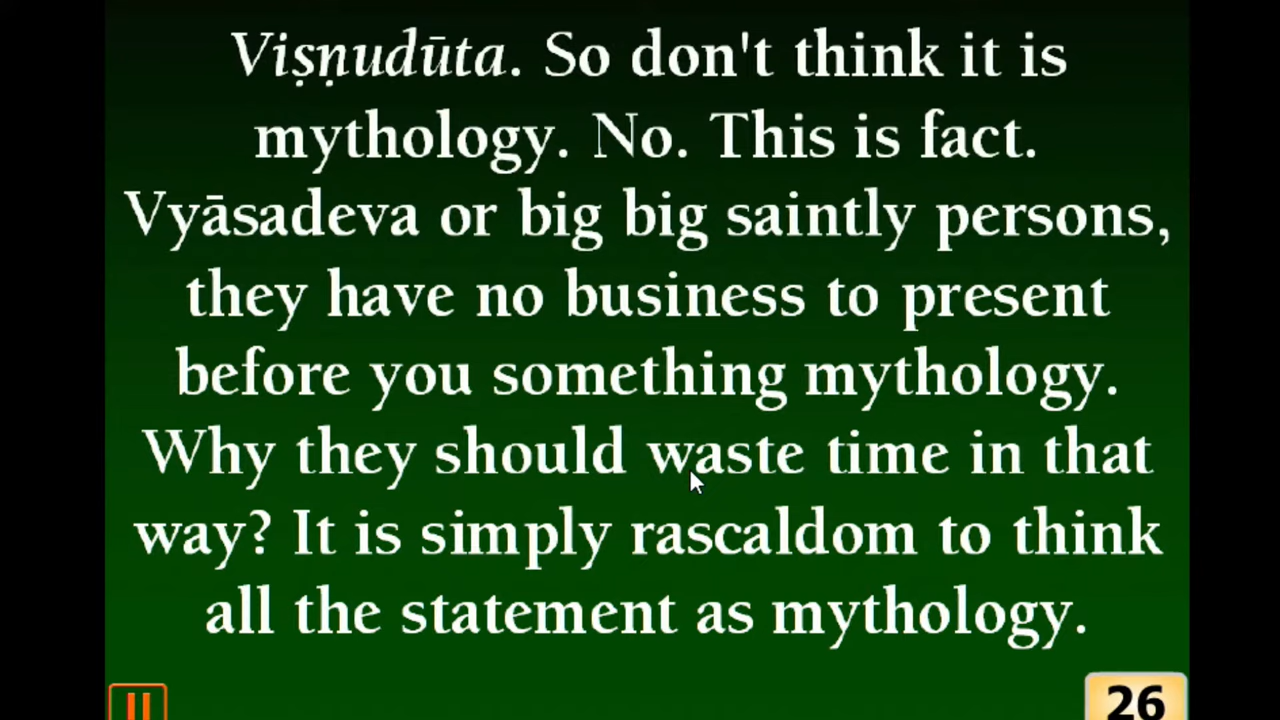 Viṣṇudūta. So don't think it is
mythology. No. This is fact.
Vyāsadeva or big big saintly persons,
they have no business to present
before you something mythology.
Why they should waste time in that
way? It is simply rascaldom to think
all the statement as mythology.
26